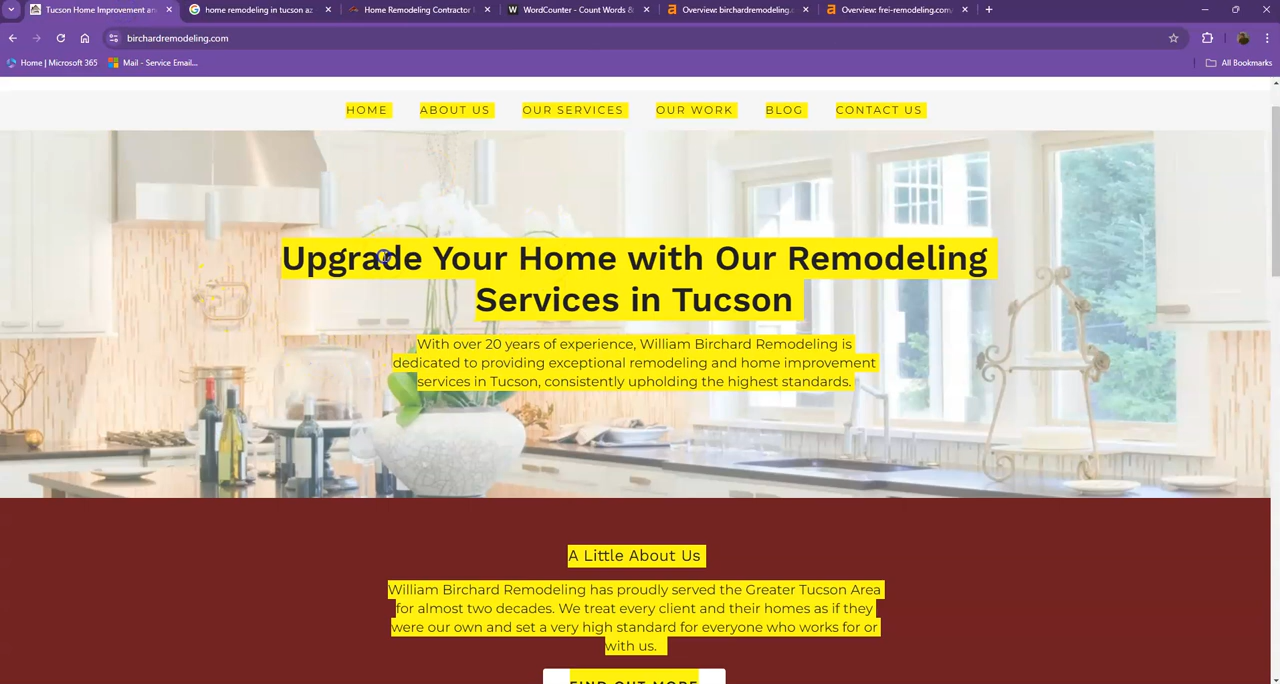 Tucson Home Improvement an
home remodeling in tucson az
Home Remodeling Contractor
WordCounter - Count Words &
Overview: birchardremodeling.c
Overview: frei-remodeling.com/
birchardremodeling.com
Home | Microsoft 365
Mail - Service Email...
All Bookmarks
HOME ABOUT US OUR SERVICES OUR WORK BLOG CONTACT US
Upgrade Your Home with Our Remodeling
Services in Tucson
With over 20 years of experience, William Birchard Remodeling is
dedicated to providing exceptional remodeling and home improvement
services in Tucson, consistently upholding the highest standards.
A Little About Us
William Birchard Remodeling has proudly served the Greater Tucson Area
for almost two decades. We treat every client and their homes as if they
were our own and set a very high standard for everyone who works for or
with us.
FIND OUT MORE